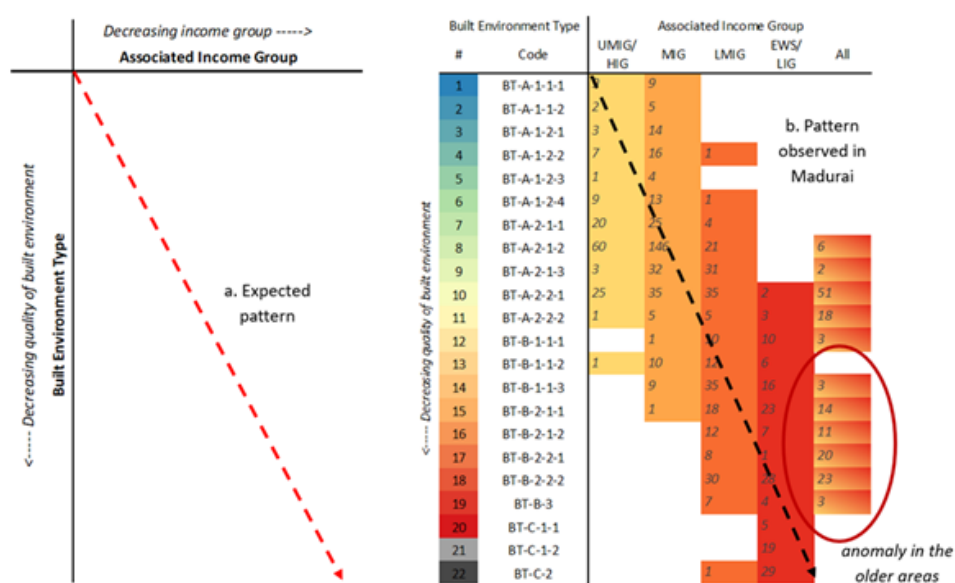 Decreasing income group ----->
Associated Income Group
<----- Decreasing quality of built environment
Built Environment Type
a. Expected
pattern
Built Environment Type Associated Income Group
# Code UMIG/ HIG MIG LMIG EWS/ LIG All
<----- Decreasing quality of built environment
1 BT-A-1-1-1 9
2 BT-A-1-1-2 2 5
3 BT-A-1-2-1 3 14
4 BT-A-1-2-2 7 16 1
5 BT-A-1-2-3 1 4
6 BT-A-1-2-4 9 13 1
7 BT-A-2-1-1 20 25 4
8 BT-A-2-1-2 60 146 21 6
9 BT-A-2-1-3 3 32 31 2
10 BT-A-2-2-1 25 35 35 2 51
11 BT-A-2-2-2 1 5 5 3 18
12 BT-B-1-1-1 1 10 3
13 BT-B-1-1-2 1 10 12 6
14 BT-B-1-1-3 9 35 16 3
15 BT-B-2-1-1 1 18 23 14
16 BT-B-2-1-2 12 7 11
17 BT-B-2-2-1 8 1 20
18 BT-B-2-2-2 30 28 23
19 BT-B-3 7 4 3
20 BT-C-1-1 5
21 BT-C-1-2 19
22 BT-C-2 1 29
b. Pattern
observed in
Madurai
anomaly in the
older areas